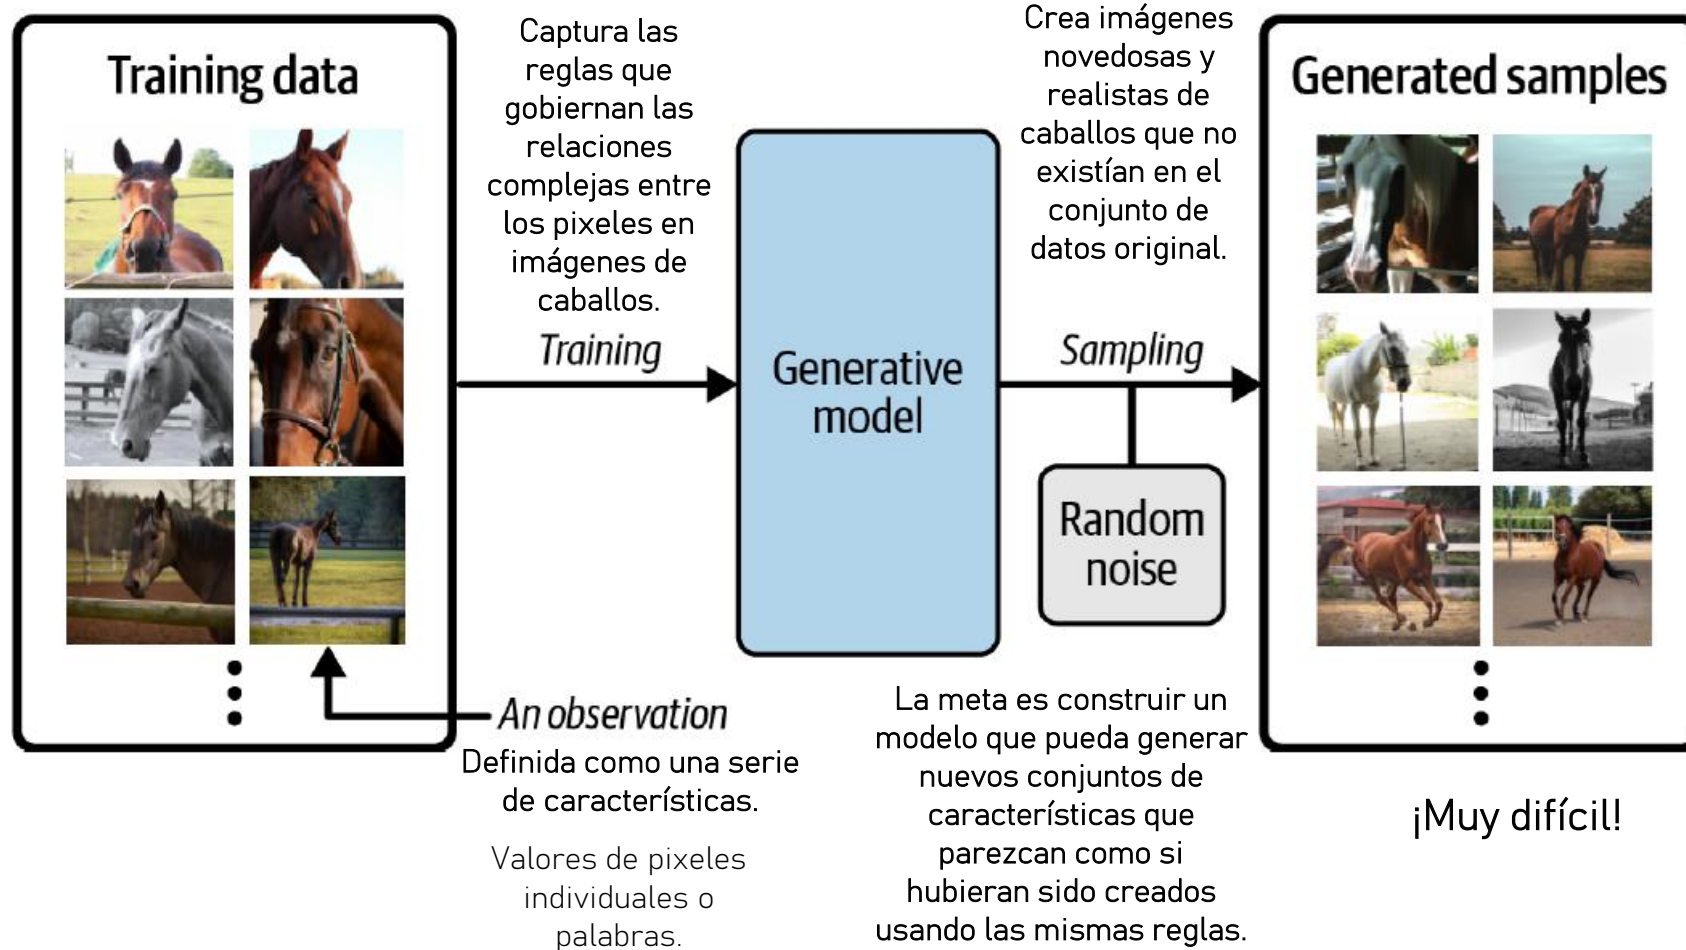 Training data
Captura las
reglas que
gobiernan las
relaciones
complejas entre
los pixeles en
imágenes de
caballos.
Training
Generative
model
Crea imágenes
novedosas y
realistas de
caballos que no
existían en el
conjunto de
datos original.
Sampling
Random
noise
Generated samples
An observation
Definida como una serie
de características.
Valores de pixeles
individuales o
palabras.
La meta es construir un
modelo que pueda generar
nuevos conjuntos de
características que
parezcan como si
hubieran sido creados
usando las mismas reglas.
¡Muy difícil!